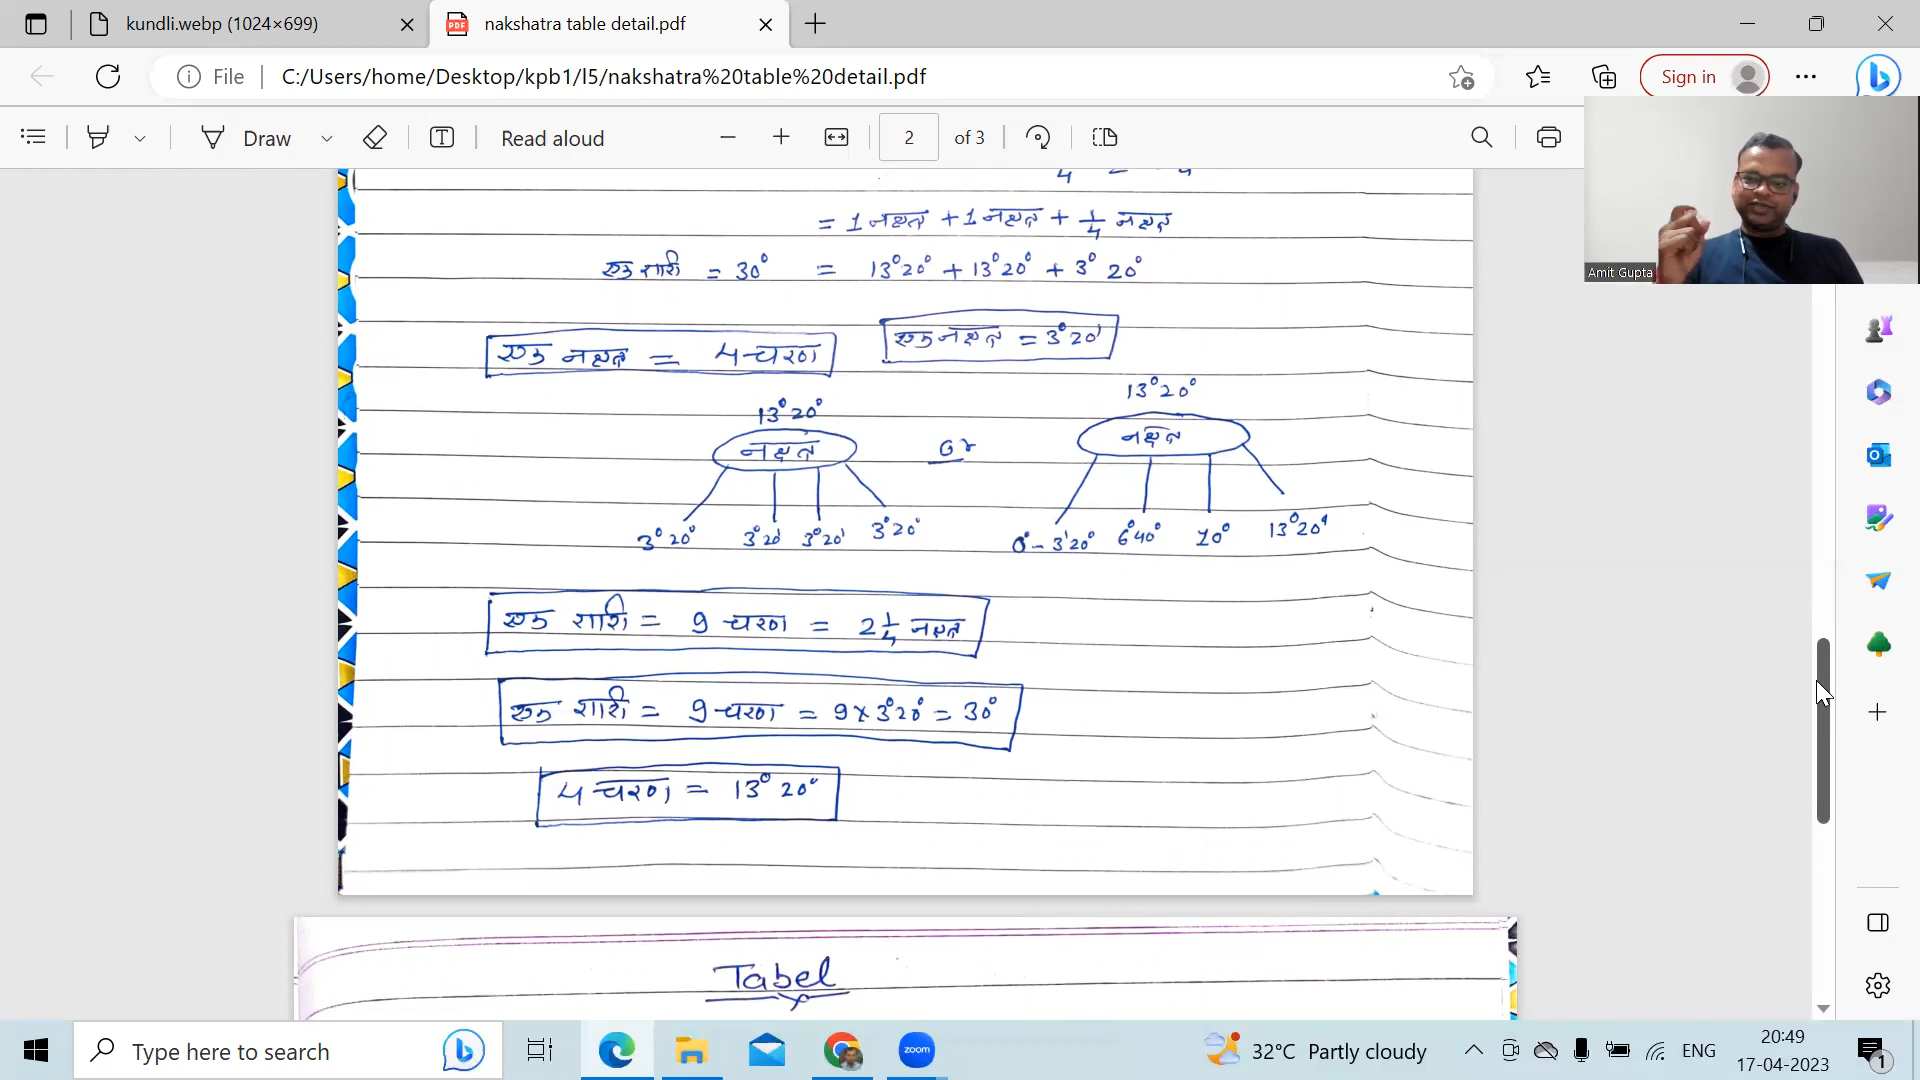 kundli.webp (1024×699)
nakshatra table detail.pdf
File
C:/Users/home/Desktop/kpb1/l5/nakshatra%20table%20detail.pdf
Sign in
Draw
Read aloud
2 of 3
Amit Gupta
4
= 1 नक्षत्र + 1 नक्षत्र + 1/4 नक्षत्र
एक राशि = 30° = 13°20° + 13°20° + 3° 20°
एक नक्षत्र = 4 चरण
एक नक्षत्र = 3°20'
13°20° 13°20°
नक्षत्र or नक्षत्र
3°20° 3°20' 3°20' 3°20' 0° - 3'20° 6°40° 10° 13°20'
एक राशि = 9 चरण = 2 1/4 नक्षत्र
एक राशि = 9 चरण = 9 × 3°20° = 30°
4 चरण = 13° 20°
Tabel
Type here to search
zoom
32°C Partly cloudy
ENG
20:49
17-04-2023
1